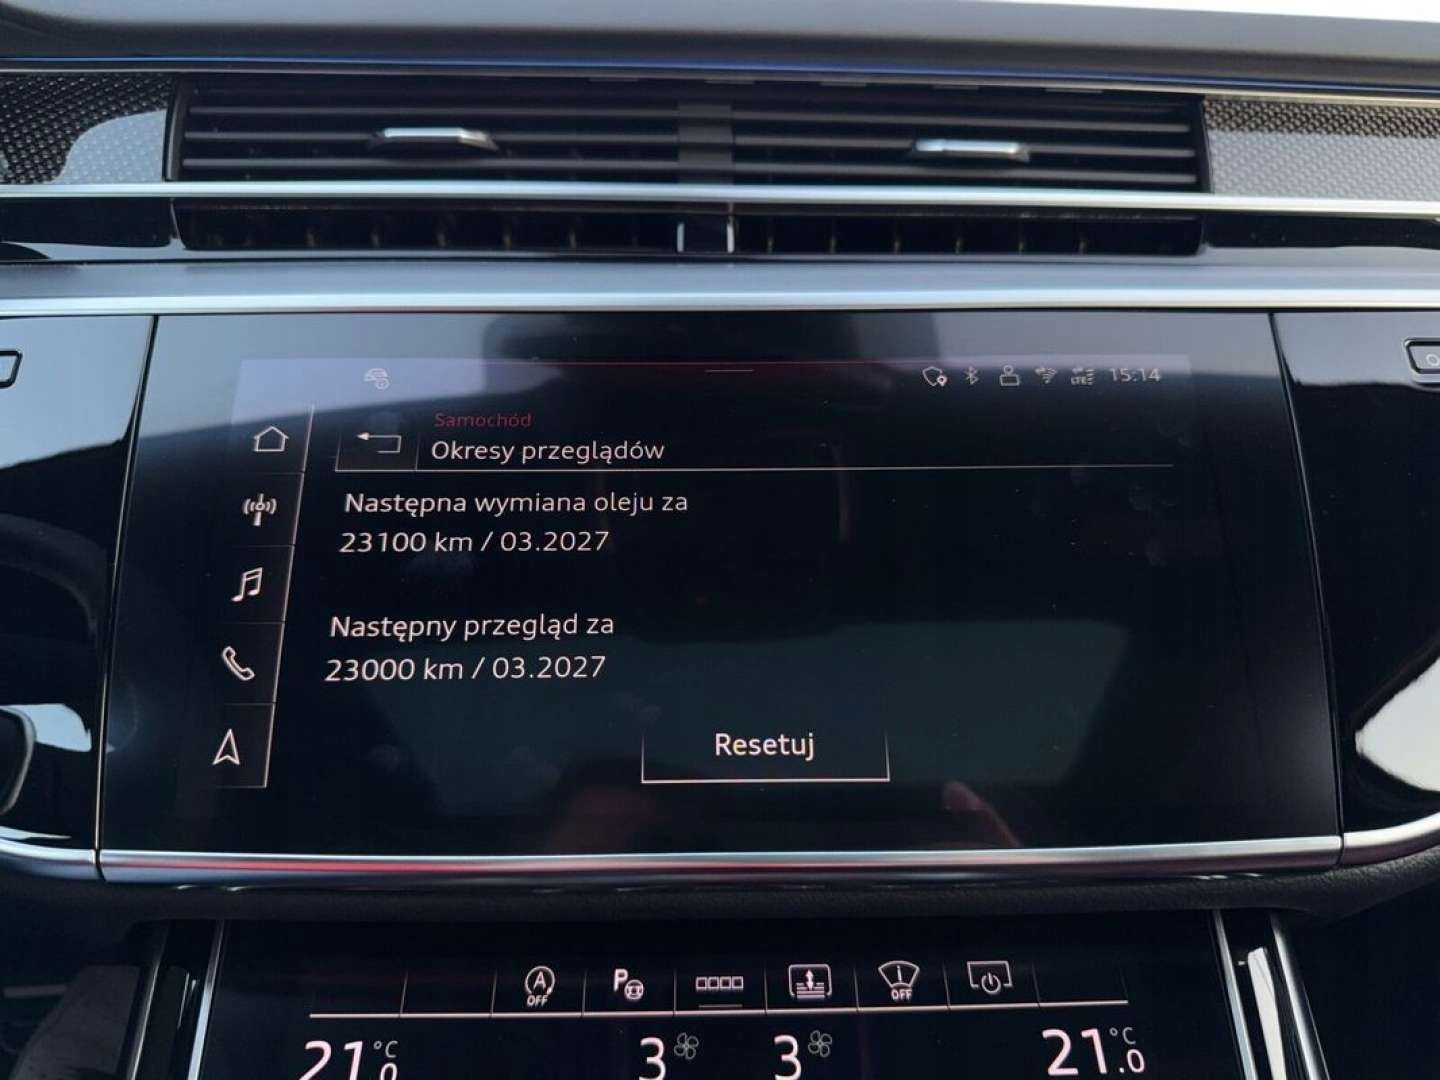 LTE 15:14
Samochód
Okresy przeglądów
Następna wymiana oleju za
23100 km / 03.2027
Następny przegląd za
23000 km / 03.2027
Resetuj
A OFF P OFF
21 °C .0 3 3 21 °C .0